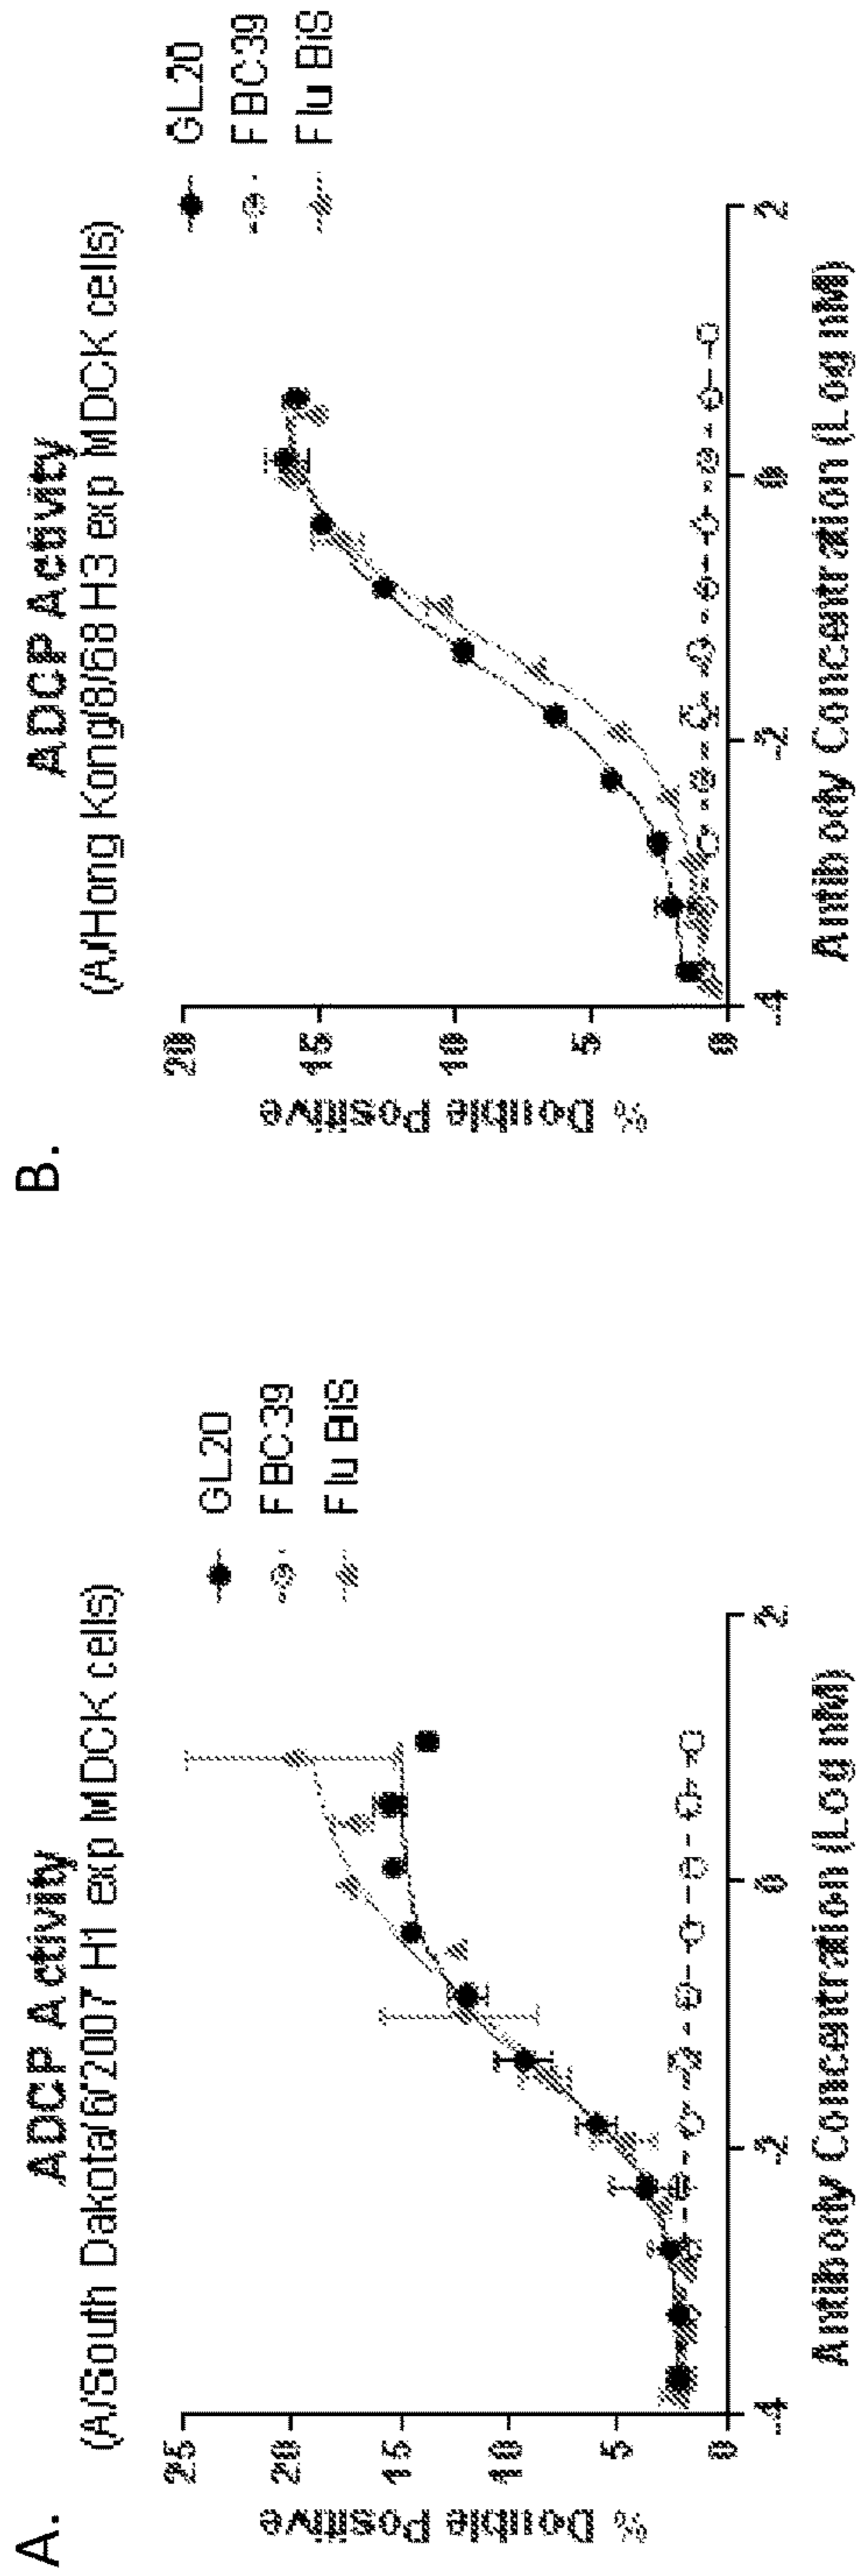 A.
ADCP Activity
(A/South Dakota/6/2007 H1 exp MDCK cells)
25
20
15
10
5
0
% Double Positive
-4
-2
0
2
Antibody Concentration (Log nM)
GL20
FBC39
Flu BiS
B.
ADCP Activity
(A/Hong Kong/8/68 H3 exp MDCK cells)
20
15
10
5
0
% Double Positive
-4
-2
0
2
Antibody Concentration (Log nM)
GL20
FBC39
Flu BiS